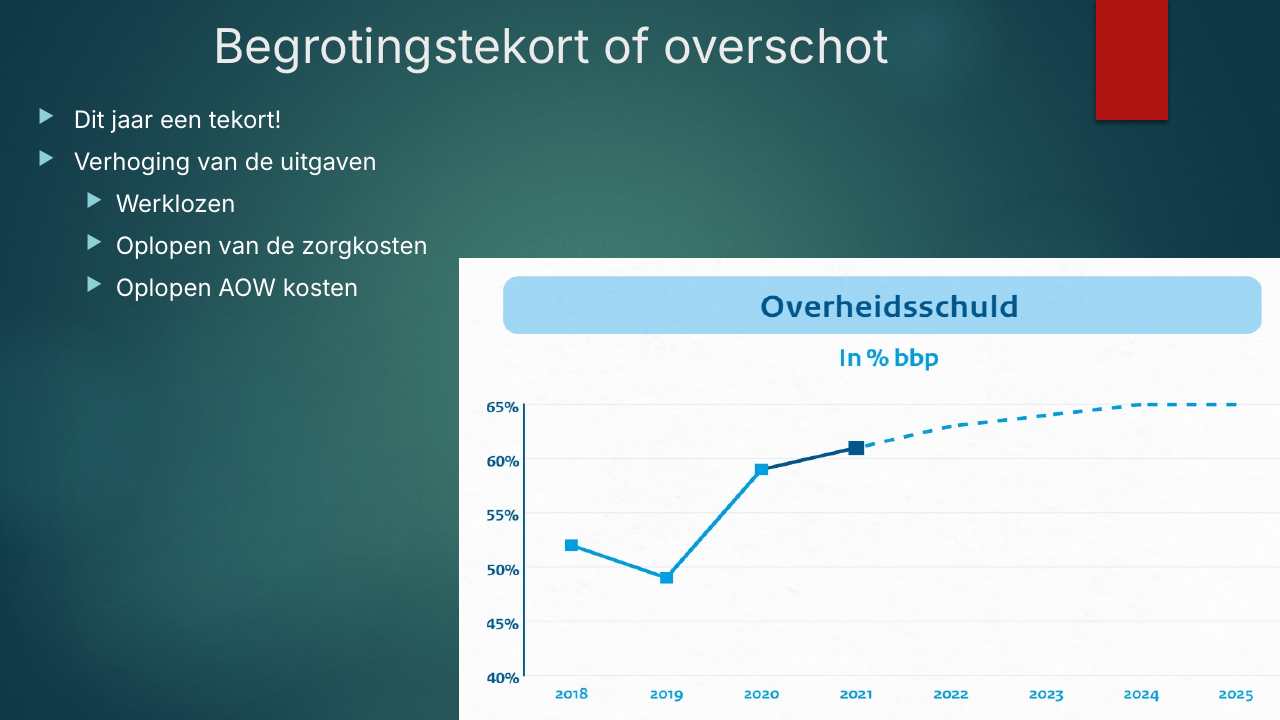 Begrotingstekort of overschot
Dit jaar een tekort!
Verhoging van de uitgaven
Werklozen
Oplopen van de zorgkosten
Oplopen AOW kosten
Overheidsschuld
In % bbp
65%
60%
55%
50%
45%
40%
2018 2019 2020 2021 2022 2023 2024 2025